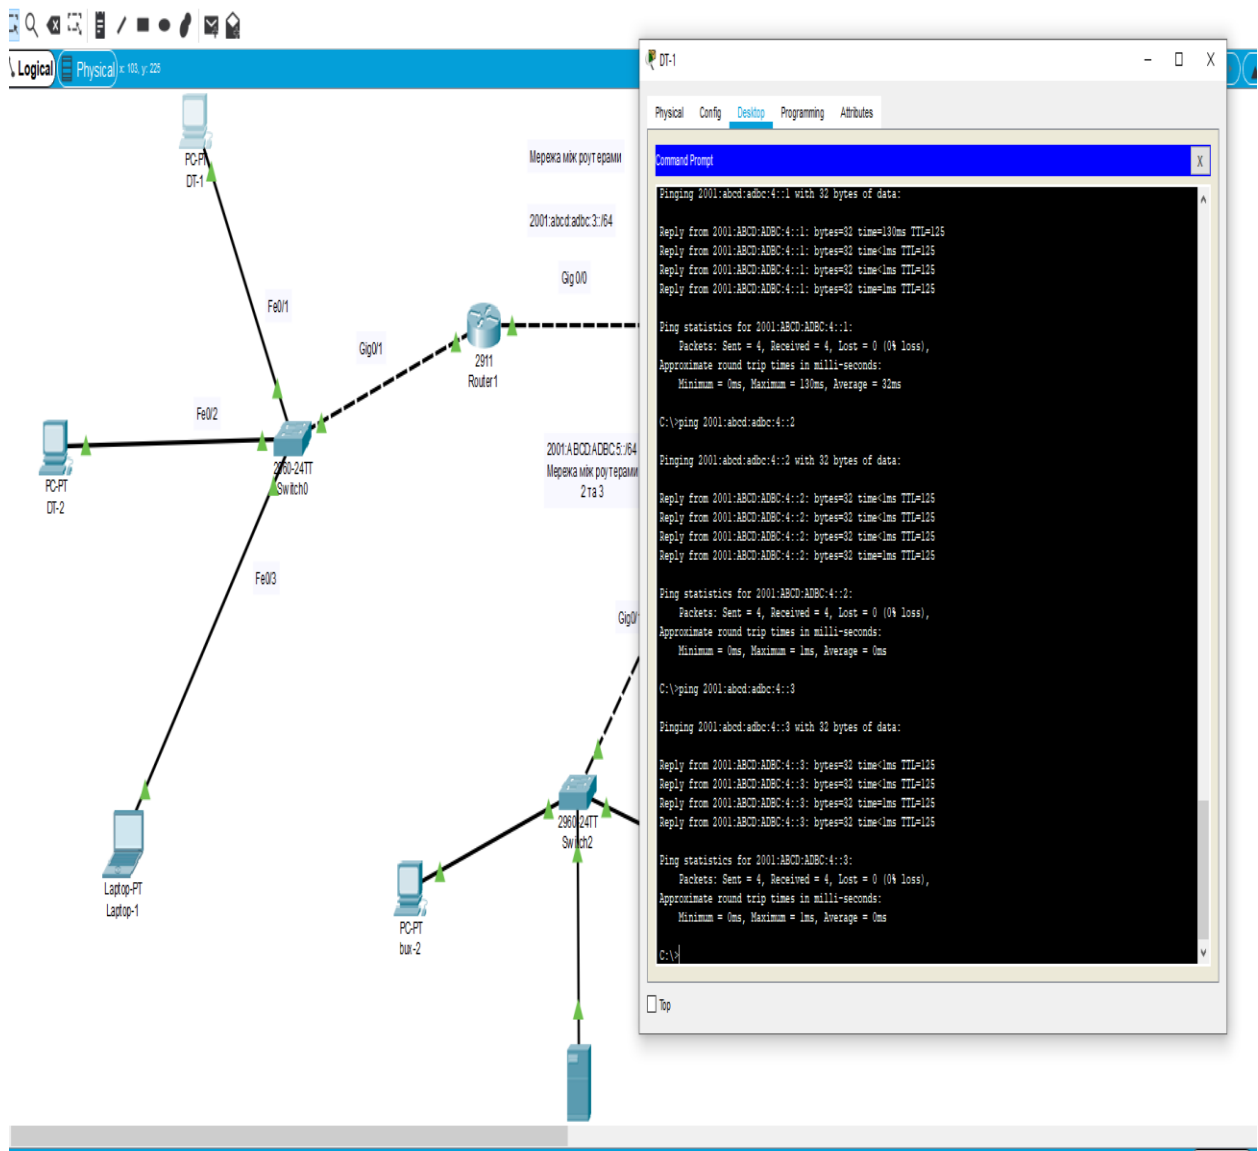 Logical
Physical
x: 103, y: 225
PC-PT
DT-1
Fe0/1
Gig0/1
Fe0/2
PC-PT
DT-2
2960-24TT
Switch0
Fe0/3
Laptop-PT
Laptop-1
Мережа між роутерами
2001:abcd:adbc:3::/64
Gig 0/0
2911
Router1
2001:ABCD:ADBC:5::/64
Мережа між роутерами
2 та 3
Gig0/
2960-24TT
Switch2
PC-PT
bux-2
DT-1
Physical
Config
Desktop
Programming
Attributes
Command Prompt
X
Pinging 2001:abcd:adbc:4::1 with 32 bytes of data:
Reply from 2001:ABCD:ADBC:4::1: bytes=32 time=130ms TTL=125
Reply from 2001:ABCD:ADBC:4::1: bytes=32 time<1ms TTL=125
Reply from 2001:ABCD:ADBC:4::1: bytes=32 time<1ms TTL=125
Reply from 2001:ABCD:ADBC:4::1: bytes=32 time=1ms TTL=125
Ping statistics for 2001:ABCD:ADBC:4::1:
Packets: Sent = 4, Received = 4, Lost = 0 (0% loss),
Approximate round trip times in milli-seconds:
Minimum = 0ms, Maximum = 130ms, Average = 32ms
C:\>ping 2001:abcd:adbc:4::2
Pinging 2001:abcd:adbc:4::2 with 32 bytes of data:
Reply from 2001:ABCD:ADBC:4::2: bytes=32 time<1ms TTL=125
Reply from 2001:ABCD:ADBC:4::2: bytes=32 time<1ms TTL=125
Reply from 2001:ABCD:ADBC:4::2: bytes=32 time<1ms TTL=125
Reply from 2001:ABCD:ADBC:4::2: bytes=32 time=1ms TTL=125
Ping statistics for 2001:ABCD:ADBC:4::2:
Packets: Sent = 4, Received = 4, Lost = 0 (0% loss),
Approximate round trip times in milli-seconds:
Minimum = 0ms, Maximum = 1ms, Average = 0ms
C:\>ping 2001:abcd:adbc:4::3
Pinging 2001:abcd:adbc:4::3 with 32 bytes of data:
Reply from 2001:ABCD:ADBC:4::3: bytes=32 time<1ms TTL=125
Reply from 2001:ABCD:ADBC:4::3: bytes=32 time<1ms TTL=125
Reply from 2001:ABCD:ADBC:4::3: bytes=32 time=1ms TTL=125
Reply from 2001:ABCD:ADBC:4::3: bytes=32 time<1ms TTL=125
Ping statistics for 2001:ABCD:ADBC:4::3:
Packets: Sent = 4, Received = 4, Lost = 0 (0% loss),
Approximate round trip times in milli-seconds:
Minimum = 0ms, Maximum = 1ms, Average = 0ms
C:\>
Top